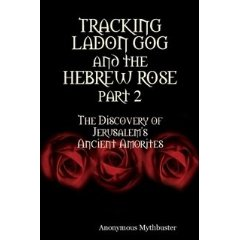 TRACKING
LADON GOG
AND THE
HEBREW ROSE
PART 2
The Discovery of
Jerusalem's
Ancient Amorites
Anonymous Mythbuster